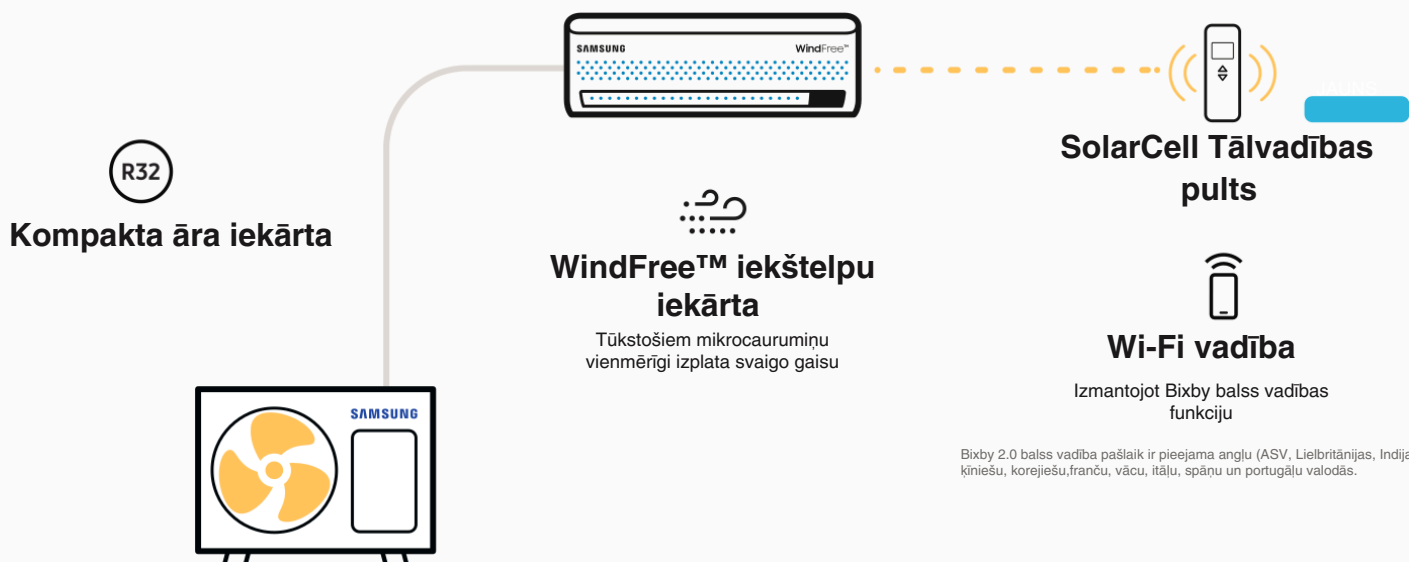 SAMSUNG
WindFree™
JAUNS
SolarCell Tālvadības
pults
R32
Kompakta āra iekārta
WindFree™ iekštelpu
iekārta
Tūkstošiem mikrocaurumiņu
vienmērīgi izplata svaigo gaisu
Wi-Fi vadība
Izmantojot Bixby balss vadības
funkciju
SAMSUNG
Bixby 2.0 balss vadība pašlaik ir pieejama angļu (ASV, Lielbritānijas, Indija
ķīniešu, korejiešu,franču, vācu, itāļu, spāņu un portugāļu valodās.